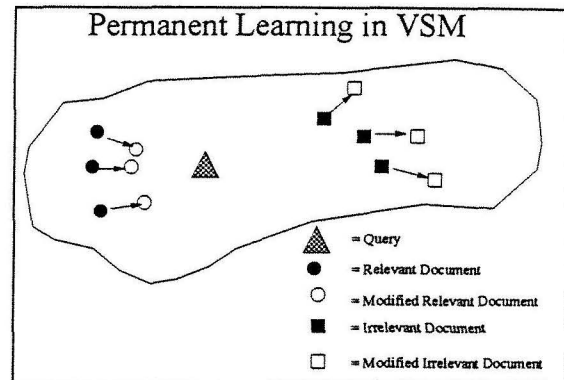 Permanent Learning in VSM
= Query
= Relevant Document
= Modified Relevant Document
= Irrelevant Document
= Modified Irrelevant Document